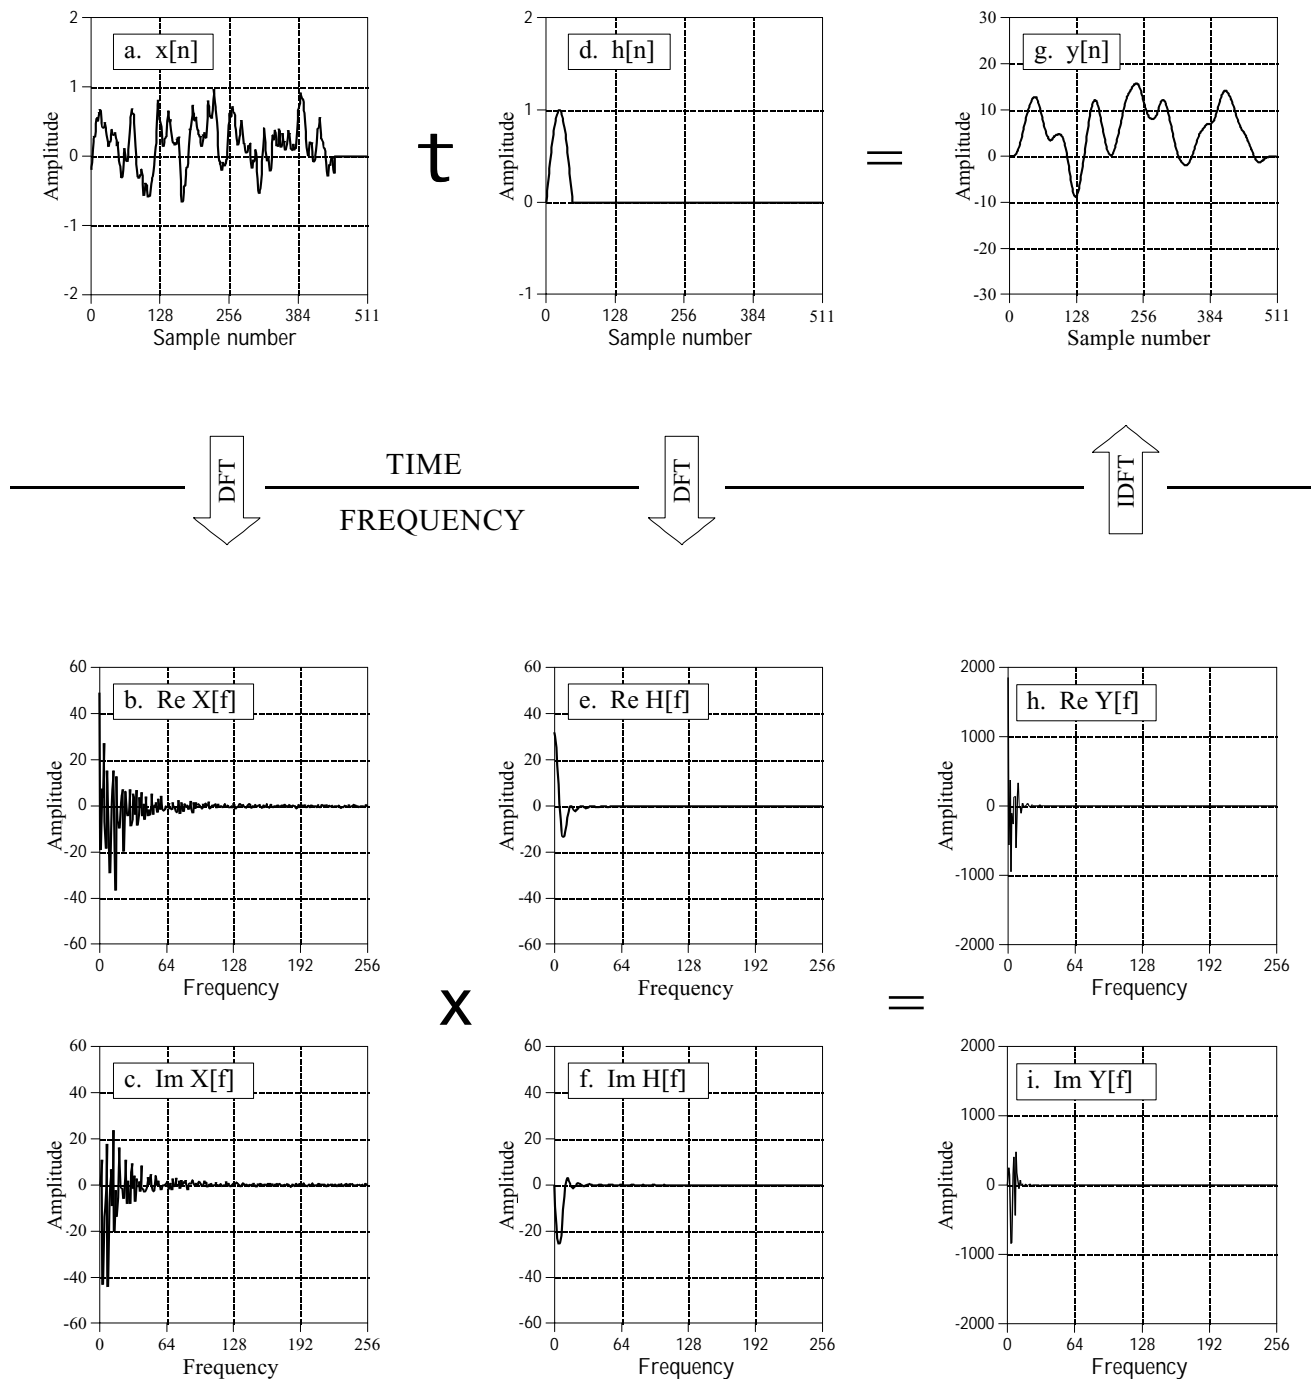 a. x[n]
2
1
0
-1
-2
Amplitude
0 128 256 384 511
Sample number
t
d. h[n]
2
1
0
-1
Amplitude
0 128 256 384 511
Sample number
=
g. y[n]
30
20
10
0
-10
-20
-30
Amplitude
0 128 256 384 511
Sample number
DFT
TIME
FREQUENCY
DFT
IDFT
b. Re X[f]
60
40
20
0
-20
-40
-60
Amplitude
0 64 128 192 256
Frequency
e. Re H[f]
60
40
20
0
-20
-40
-60
Amplitude
0 64 128 192 256
Frequency
h. Re Y[f]
2000
1000
0
-1000
-2000
Amplitude
0 64 128 192 256
Frequency
x
=
c. Im X[f]
60
40
20
0
-20
-40
-60
Amplitude
0 64 128 192 256
Frequency
f. Im H[f]
60
40
20
0
-20
-40
-60
Amplitude
0 64 128 192 256
Frequency
i. Im Y[f]
2000
1000
0
-1000
-2000
Amplitude
0 64 128 192 256
Frequency